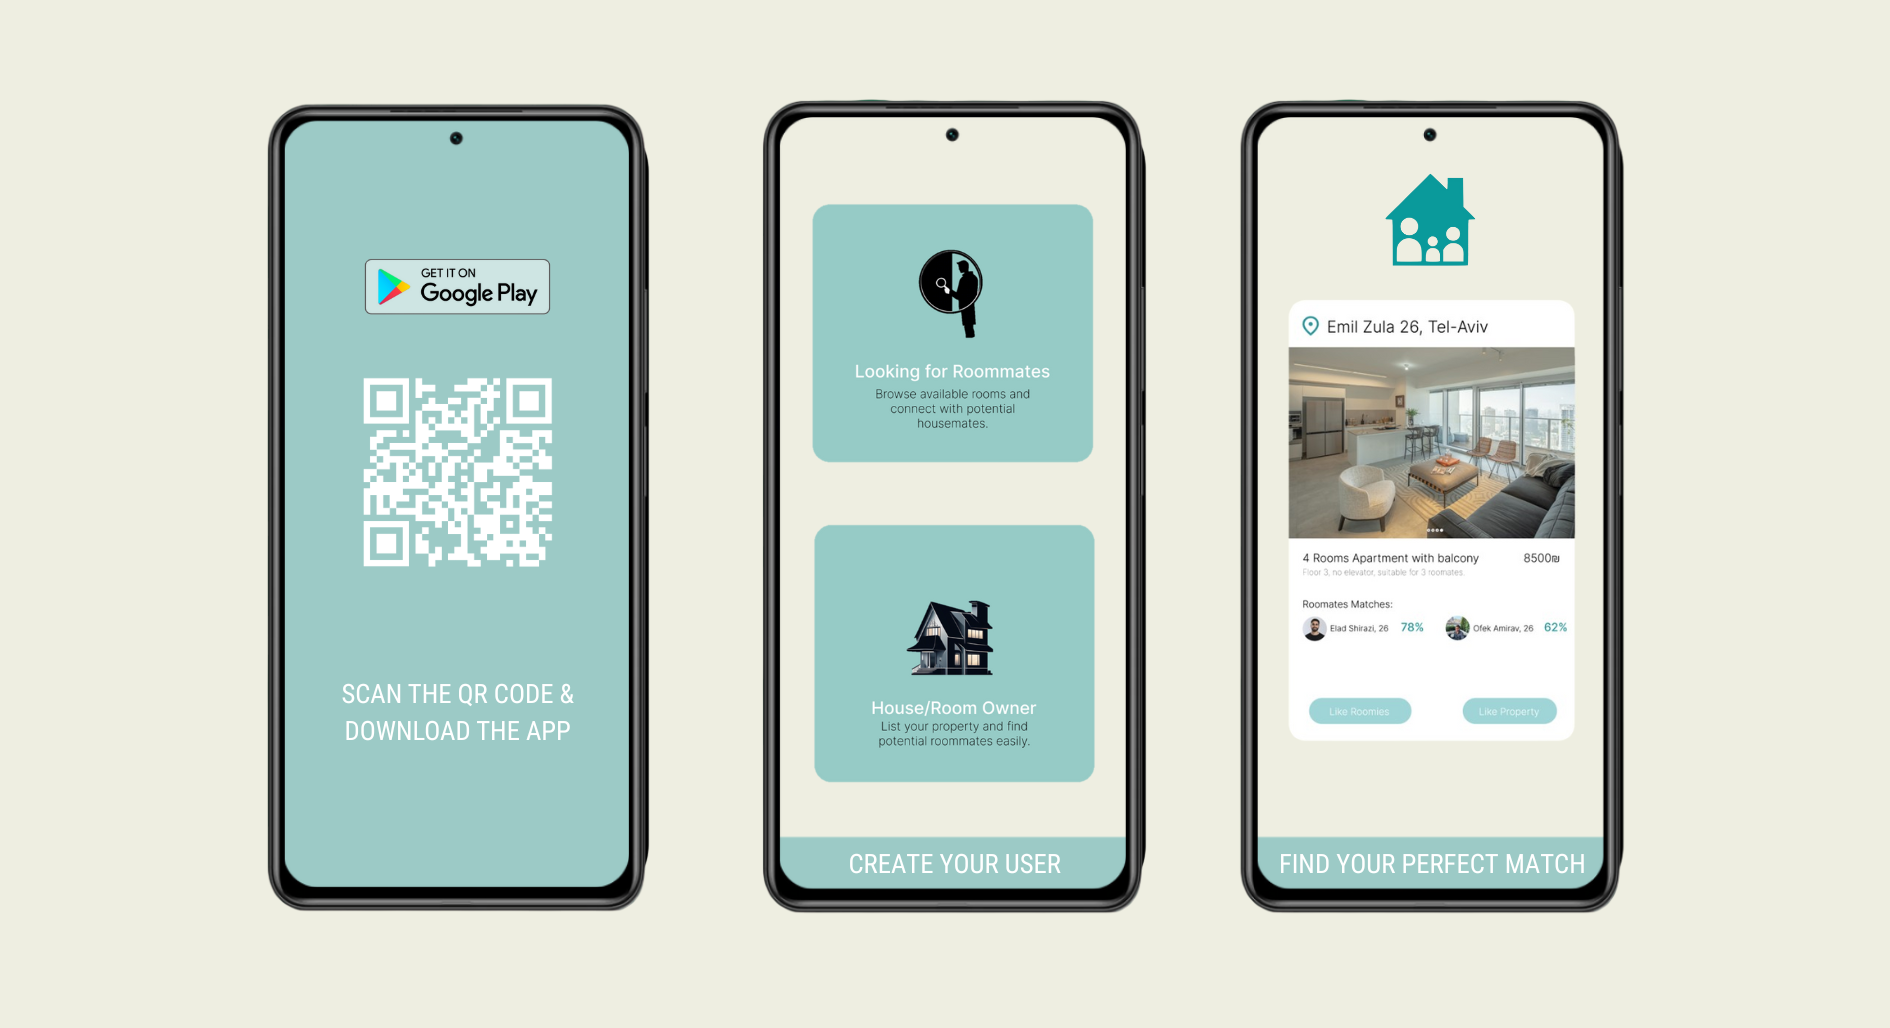 GET IT ON
Google Play
SCAN THE QR CODE &
DOWNLOAD THE APP
Looking for Roommates
Browse available rooms and
connect with potential
housemates.
House/Room Owner
List your property and find
potential roommates easily.
CREATE YOUR USER
Emil Zula 26, Tel-Aviv
4 Rooms Apartment with balcony 8500₪
Floor 3, no elevator, suitable for 3 roomates.
Roomates Matches:
Elad Shirazi, 26 78% Ofek Amirav, 26 62%
Like Roomies Like Property
FIND YOUR PERFECT MATCH